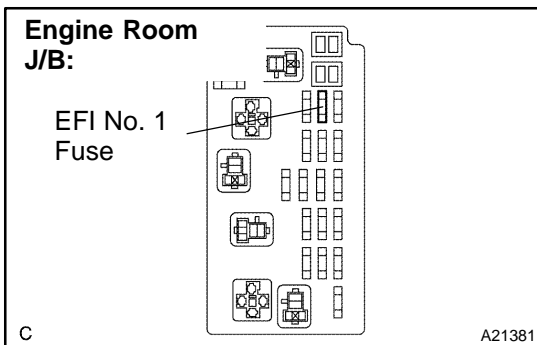 Engine Room
J/B:
EFI No. 1
Fuse
C
A21381